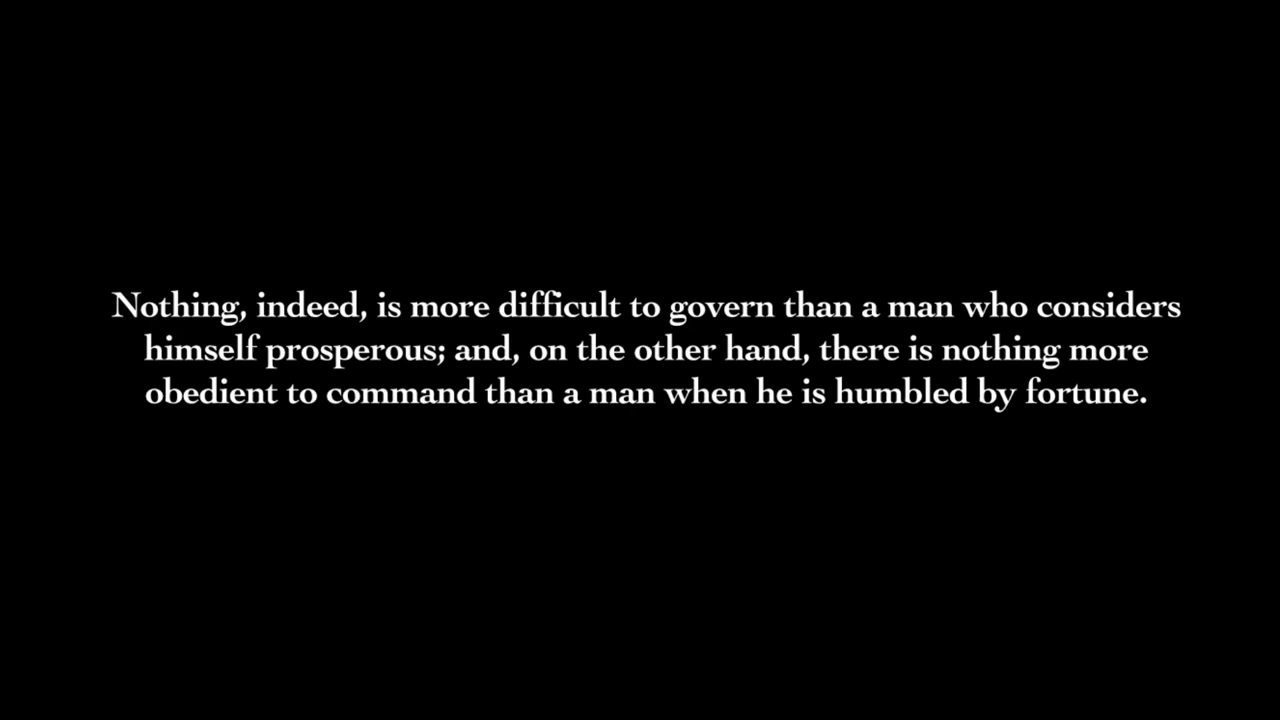 Nothing, indeed, is more difficult to govern than a man who considers
himself prosperous; and, on the other hand, there is nothing more
obedient to command than a man when he is humbled by fortune.